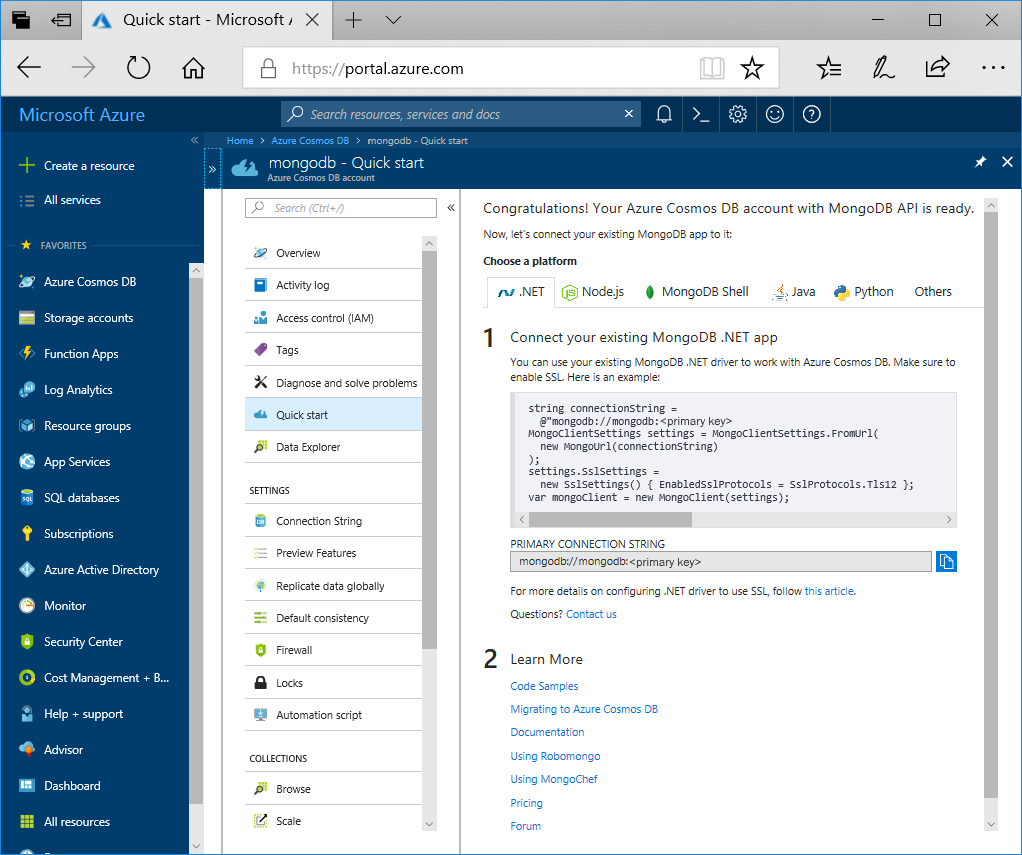 Quick start - Microsoft A
https://portal.azure.com
Microsoft Azure
Search resources, services and docs
Home > Azure Cosmos DB > mongodb - Quick start
mongodb - Quick start
Azure Cosmos DB account
Create a resource
All services
FAVORITES
Azure Cosmos DB
Storage accounts
Function Apps
Log Analytics
Resource groups
App Services
SQL databases
Subscriptions
Azure Active Directory
Monitor
Security Center
Cost Management + B...
Help + support
Advisor
Dashboard
All resources
Search (Ctrl+/)
Overview
Activity log
Access control (IAM)
Tags
Diagnose and solve problems
Quick start
Data Explorer
SETTINGS
Connection String
Preview Features
Replicate data globally
Default consistency
Firewall
Locks
Automation script
COLLECTIONS
Browse
Scale
Congratulations! Your Azure Cosmos DB account with MongoDB API is ready.
Now, let's connect your existing MongoDB app to it:
Choose a platform
.NET Node.js MongoDB Shell Java Python Others
1 Connect your existing MongoDB .NET app
You can use your existing MongoDB .NET driver to work with Azure Cosmos DB. Make sure to
enable SSL. Here is an example:
string connectionString =
@"mongodb://mongodb:<primary key>
MongoClientSettings settings = MongoClientSettings.FromUrl(
new MongoUrl(connectionString)
);
settings.SslSettings =
new SslSettings() { EnabledSslProtocols = SslProtocols.Tls12 };
var mongoClient = new MongoClient(settings);
PRIMARY CONNECTION STRING
mongodb://mongodb:<primary key>
For more details on configuring .NET driver to use SSL, follow this article.
Questions? Contact us
2 Learn More
Code Samples
Migrating to Azure Cosmos DB
Documentation
Using Robomongo
Using MongoChef
Pricing
Forum